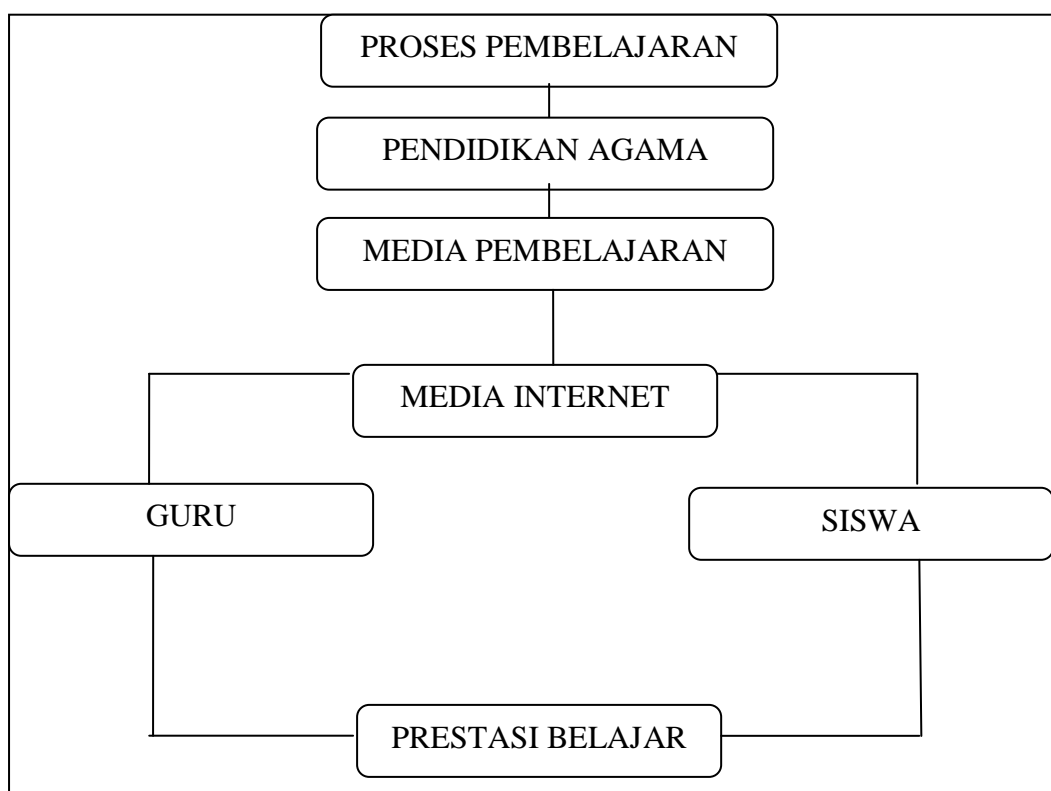 PROSES PEMBELAJARAN
PENDIDIKAN AGAMA
MEDIA PEMBELAJARAN
MEDIA INTERNET
GURU
SISWA
PRESTASI BELAJAR